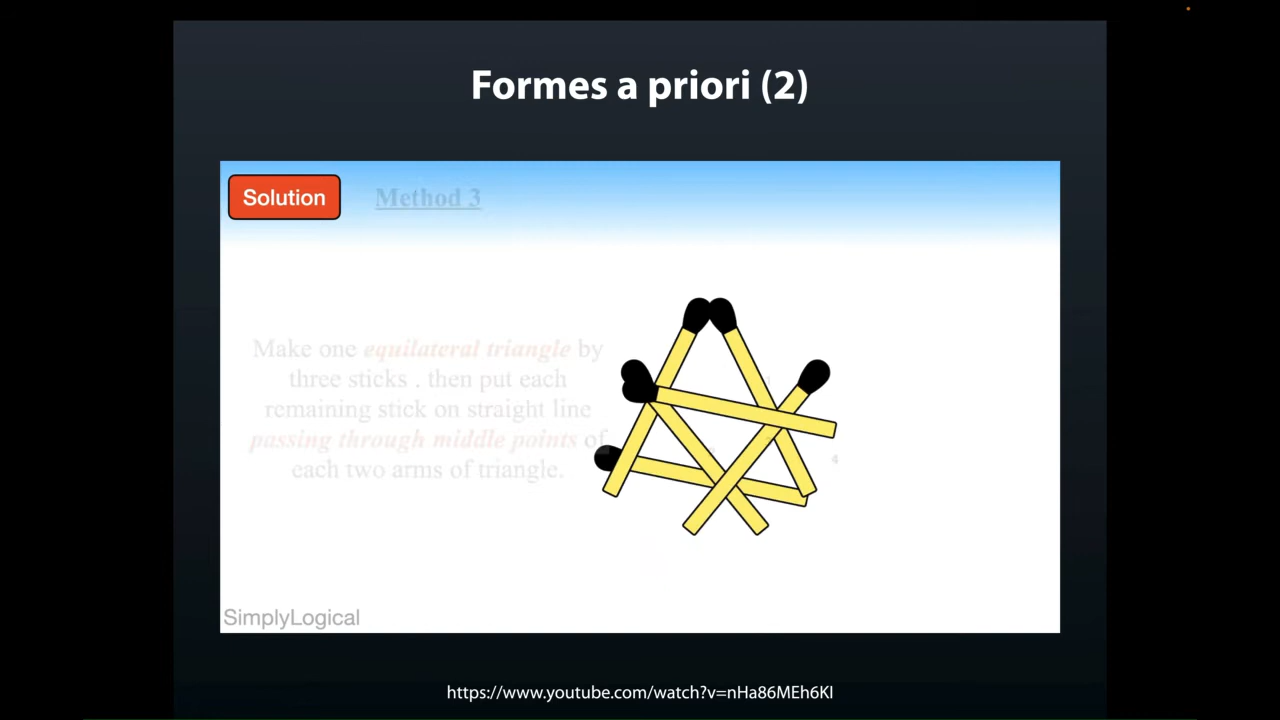 Formes a priori (2)
Solution
Method 3
Make one equilateral triangle by
three sticks , then put each
remaining stick on straight line
passing through middle points of
each two arms of triangle.
4
SimplyLogical
https://www.youtube.com/watch?v=nHa86MEh6KI